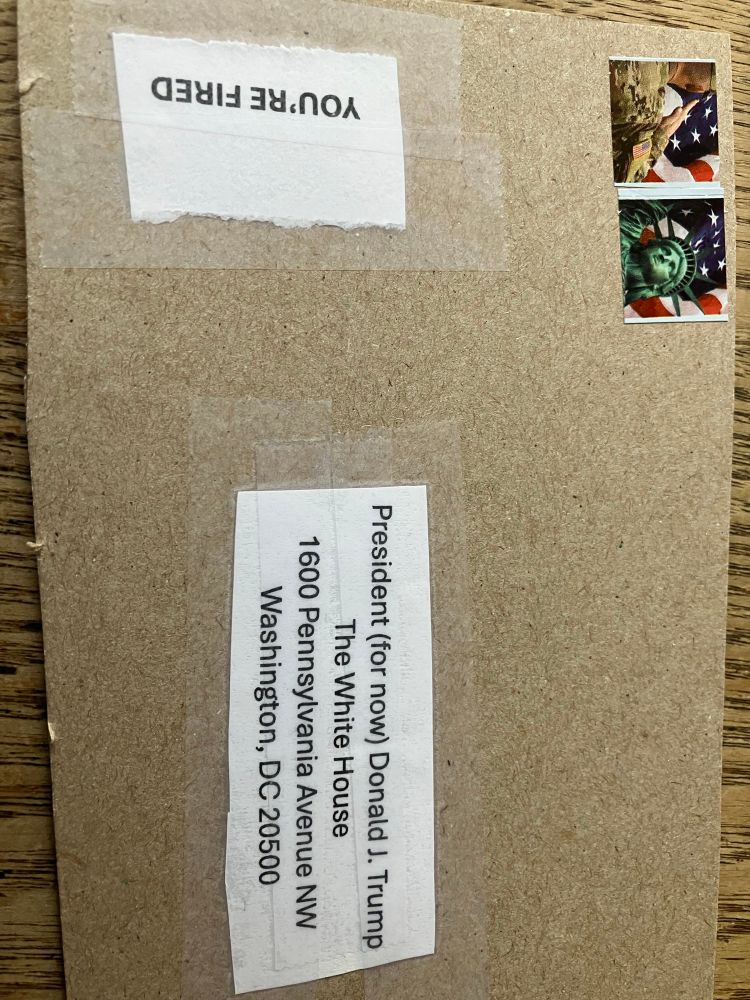 YOU'RE FIRED
President (for now) Donald J. Trump
The White House
1600 Pennsylvania Avenue NW
Washington, DC 20500